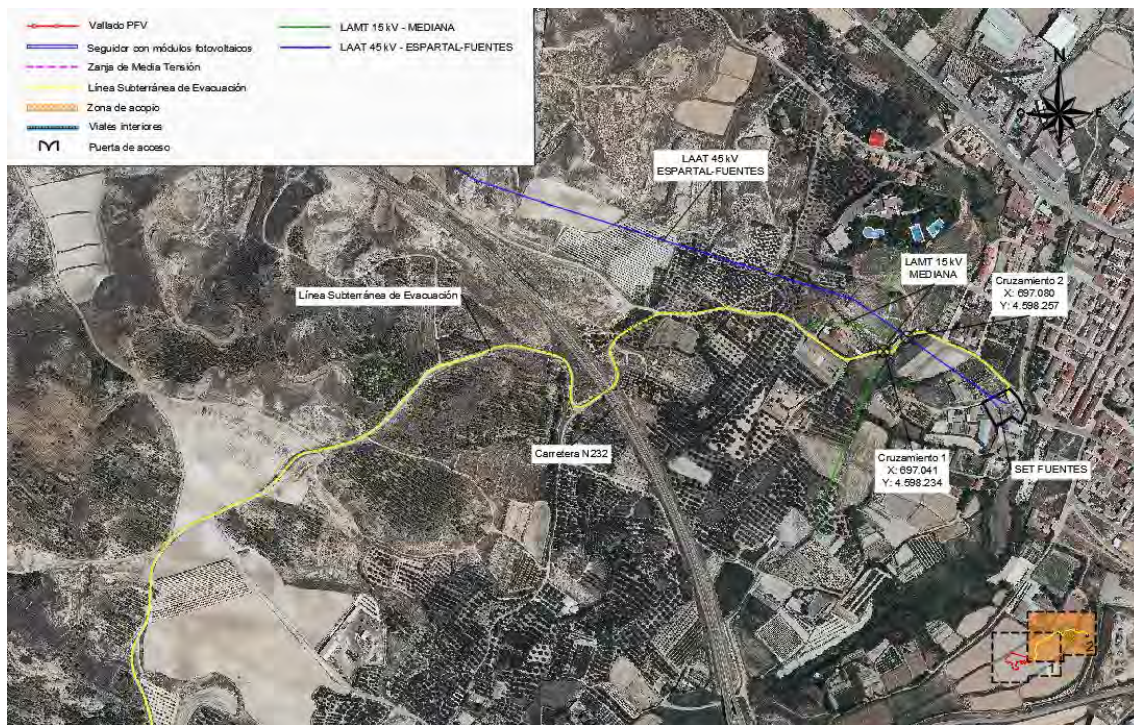 Vallado PFV
Seguidor con módulos fotovoltaicos
Zanja de Media Tensión
Línea Subterránea de Evacuación
Zona de acopio
Viales interiores
Puerta de acceso
LAMT 15 kV - MEDIANA
LAAT 45 kV - ESPARTAL-FUENTES
N
O
E
LAAT 45 kV
ESPARTAL-FUENTES
LAMT 15 kV
MEDIANA
Cruzamiento 2
X: 697.080
Y: 4.598.257
Línea Subterránea de Evacuación
Carretera N232
Cruzamiento 1
X: 697.041
Y: 4.598.234
SET FUENTES
1
2